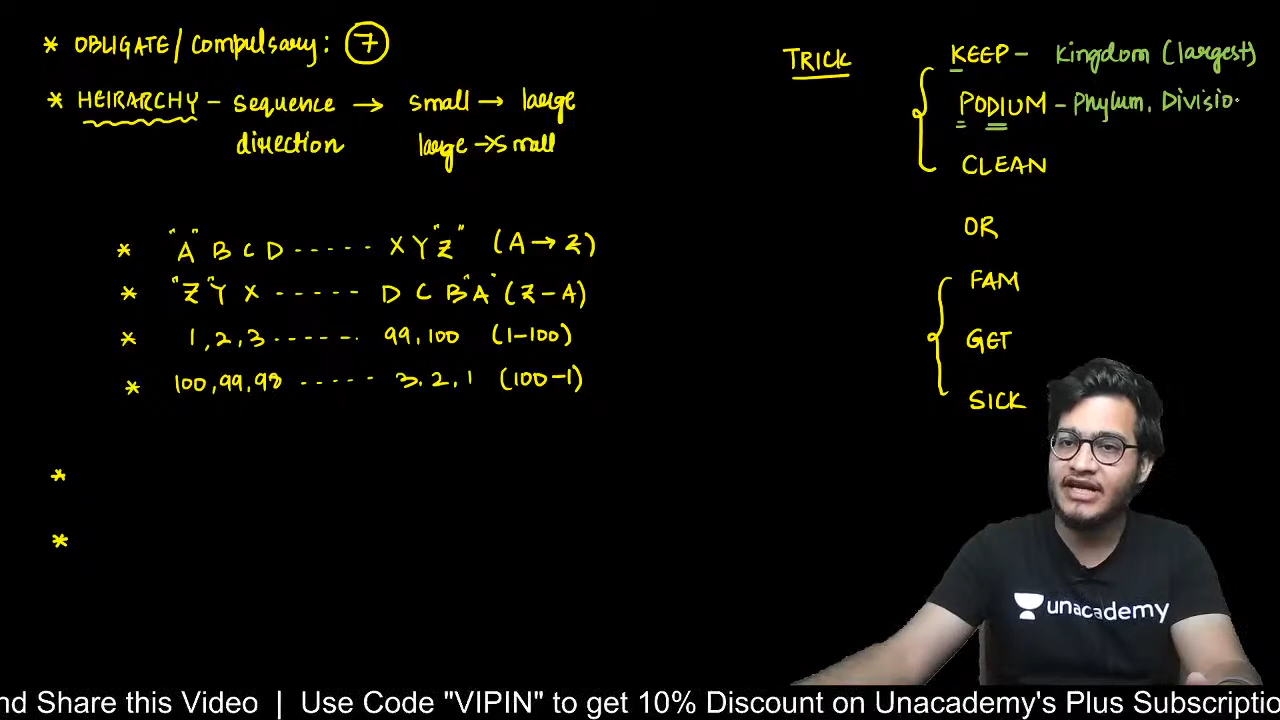 * OBLIGATE/Compulsary: 7
* HEIRARCHY - sequence → small → large
direction large → small
* "A" B C D ------ X Y "Z" (A → Z)
* "Z" Y X ------ D C B "A" (Z - A)
* 1, 2, 3 ------ 99, 100 (1-100)
* 100, 99, 98 ------ 3, 2, 1 (100-1)
*
*
TRICK
KEEP - Kingdom (largest)
PODIUM - Phylum, Divisio
CLEAN
OR
FAM
GET
SICK
unacademy
nd Share this Video | Use Code "VIPIN" to get 10% Discount on Unacademy's Plus Subscriptio